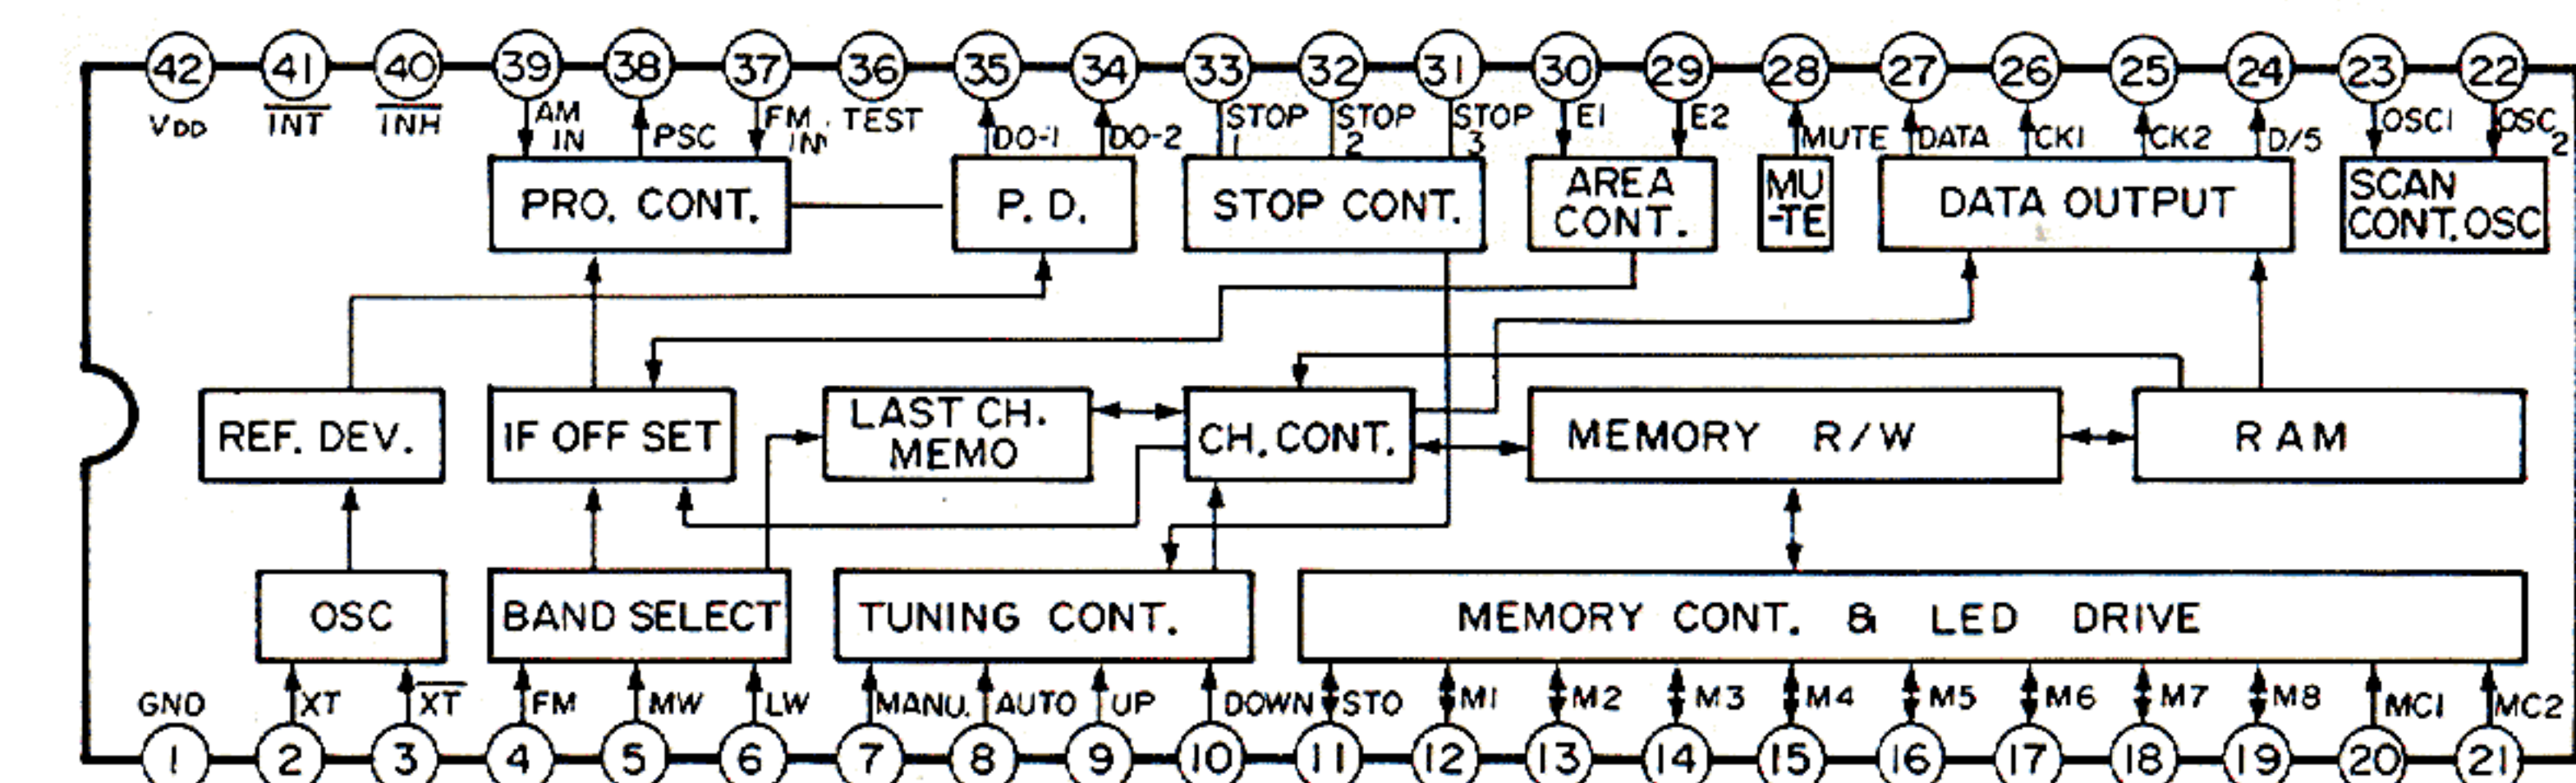 42 41 40 39 38 37 36 35 34 33 32 31 30 29 28 27 26 25 24 23 22
VDD
I̅N̅T̅
I̅N̅H̅
AM
IN
PSC
FM
IN
TEST
DO-1
DO-2
STOP
1
STOP
2
STOP
3
E1
E2
MUTE
DATA
CK1
CK2
D/S
OSC1
OSC
2
PRO. CONT.
P. D.
STOP CONT.
AREA
CONT.
MU
-TE
DATA OUTPUT
SCAN
CONT. OSC
REF. DEV.
IF OFF SET
LAST CH.
MEMO
CH. CONT.
MEMORY R/W
RAM
OSC
BAND SELECT
TUNING CONT.
MEMORY CONT. & LED DRIVE
GND
XT
X̅T̅
FM
MW
LW
MANU.
AUTO
UP
DOWN
STO
M1
M2
M3
M4
M5
M6
M7
M8
MC1
MC2
1 2 3 4 5 6 7 8 9 10 11 12 13 14 15 16 17 18 19 20 21